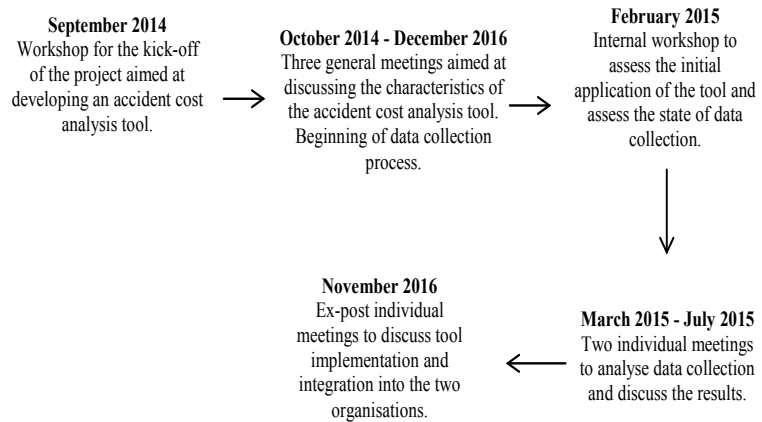 September 2014
Workshop for the kick-off
of the project aimed at
developing an accident cost
analysis tool.
October 2014 - December 2016
Three general meetings aimed at
discussing the characteristics of
the accident cost analysis tool.
Beginning of data collection
process.
February 2015
Internal workshop to
assess the initial
application of the tool and
assess the state of data
collection.
March 2015 - July 2015
Two individual meetings
to analyse data collection
and discuss the results.
November 2016
Ex-post individual
meetings to discuss tool
implementation and
integration into the two
organisations.